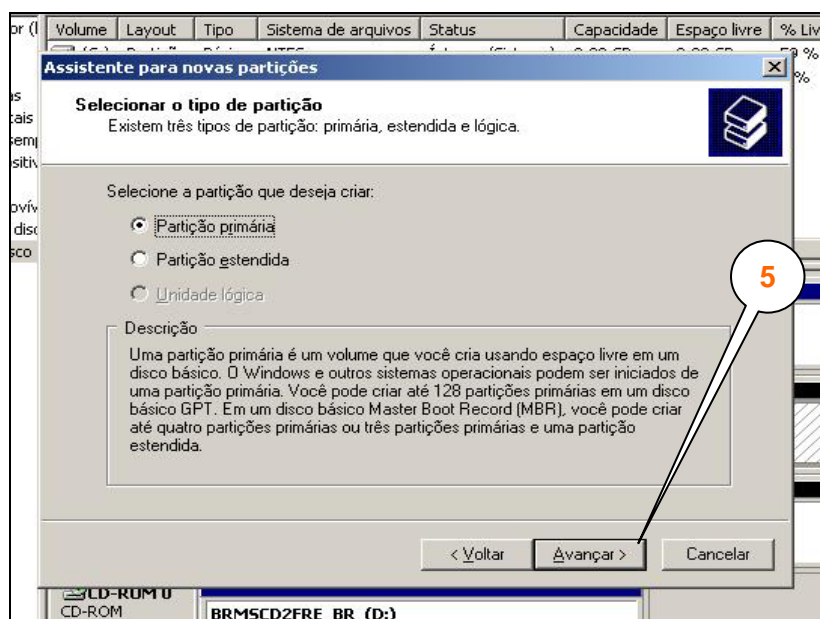 Volume Layout Tipo Sistema de arquivos Status Capacidade Espaço livre % Liv
Assistente para novas partições
Selecionar o tipo de partição
Existem três tipos de partição: primária, estendida e lógica.
Selecione a partição que deseja criar:
Partição primária
Partição estendida
Unidade lógica
Descrição
Uma partição primária é um volume que você cria usando espaço livre em um
disco básico. O Windows e outros sistemas operacionais podem ser iniciados de
uma partição primária. Você pode criar até 128 partições primárias em um disco
básico GPT. Em um disco básico Master Boot Record (MBR), você pode criar
até quatro partições primárias ou três partições primárias e uma partição
estendida.
5
< Voltar Avançar > Cancelar
CD-ROM 0
CD-ROM
BRMSCD2FRE_BR (D:)